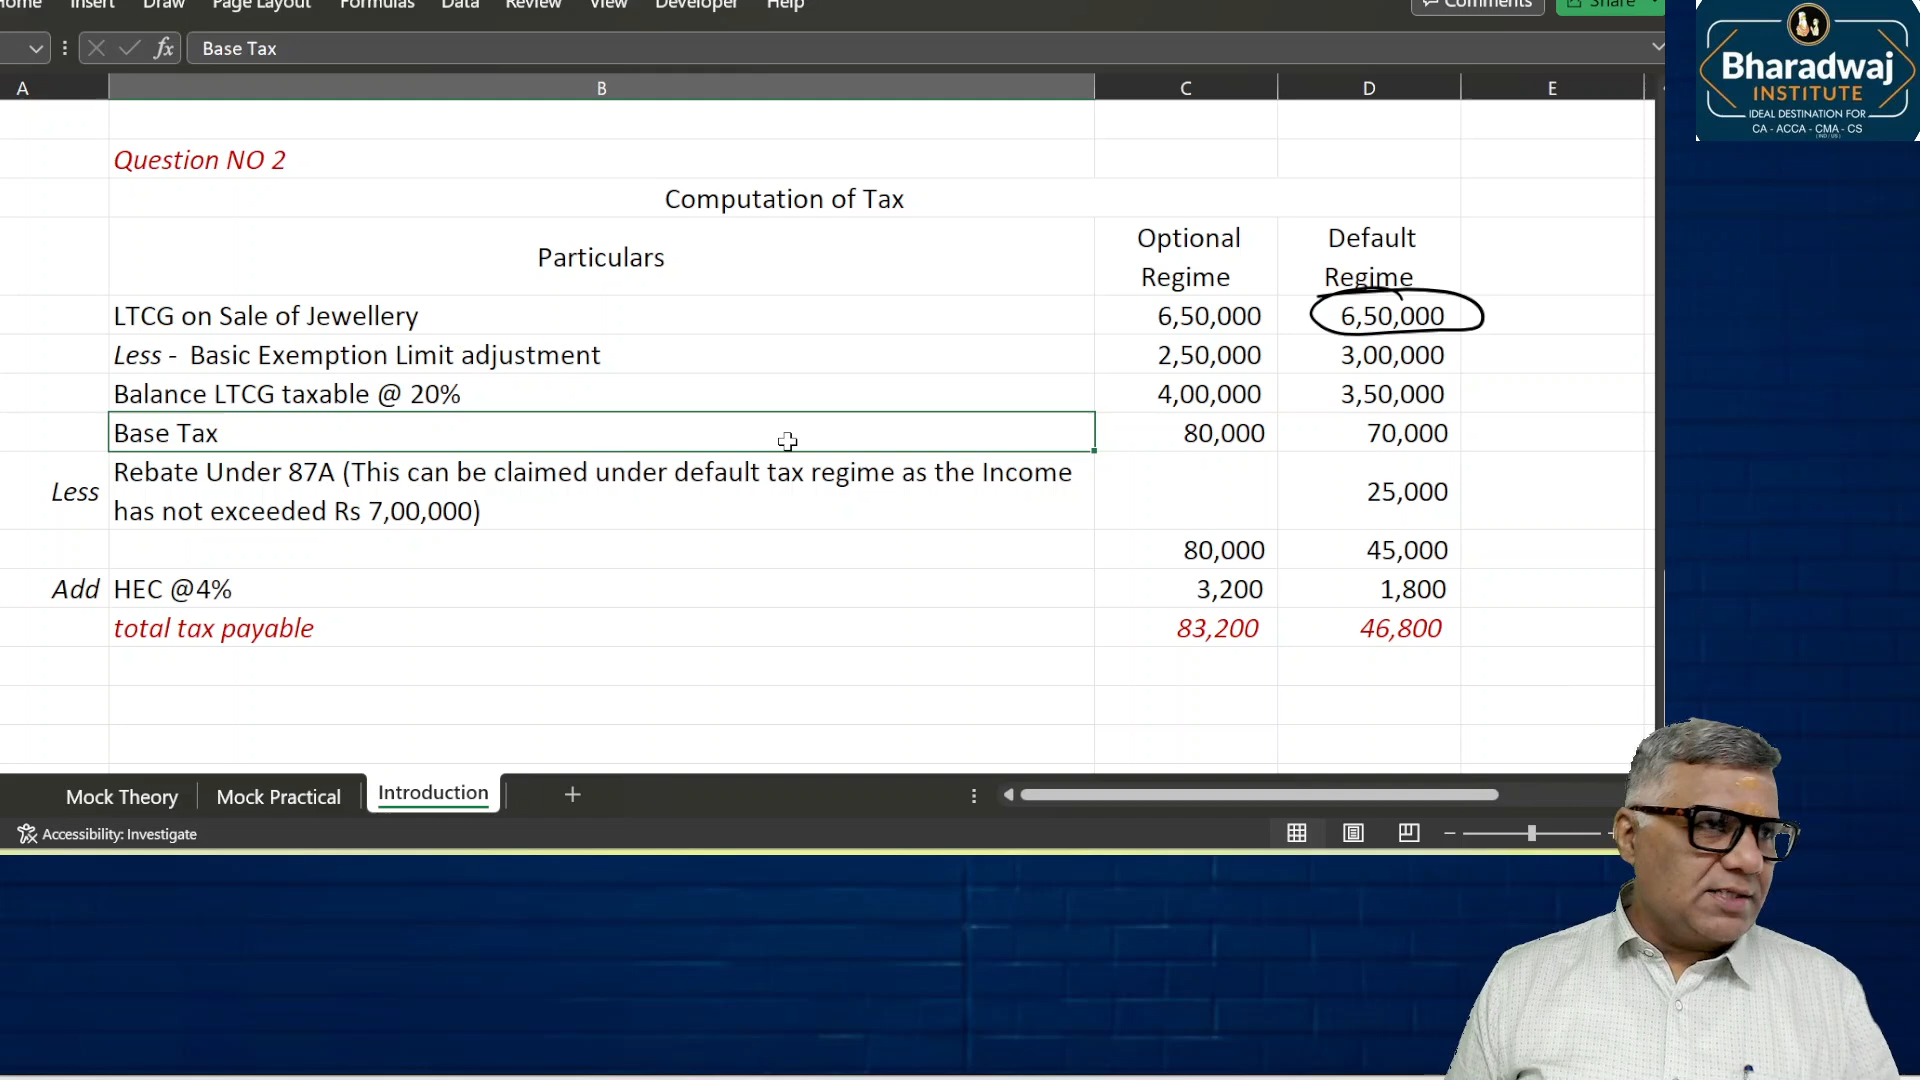 Home Insert Draw Page Layout Formulas Data Review View Developer Help Comments Share
fx Base Tax
A B C D E
Question NO 2
Computation of Tax
Particulars
Optional Regime
Default Regime
LTCG on Sale of Jewellery 6,50,000 6,50,000
Less - Basic Exemption Limit adjustment 2,50,000 3,00,000
Balance LTCG taxable @ 20% 4,00,000 3,50,000
Base Tax 80,000 70,000
Less Rebate Under 87A (This can be claimed under default tax regime as the Income
has not exceeded Rs 7,00,000) 25,000
80,000 45,000
Add HEC @4% 3,200 1,800
total tax payable 83,200 46,800
Mock Theory Mock Practical Introduction
Accessibility: Investigate
Bharadwaj
INSTITUTE
IDEAL DESTINATION FOR
CA - ACCA - CMA - CS